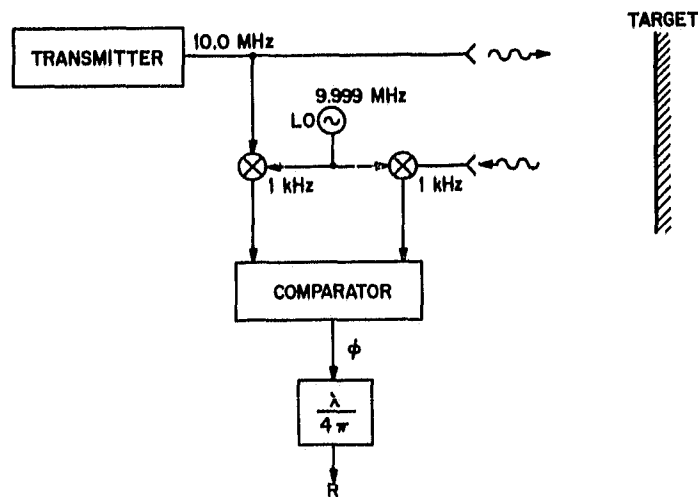 TARGET
TRANSMITTER
10.0 MHz
9.999 MHz
LO
1 kHz
1 kHz
COMPARATOR
ϕ
λ
4π
R